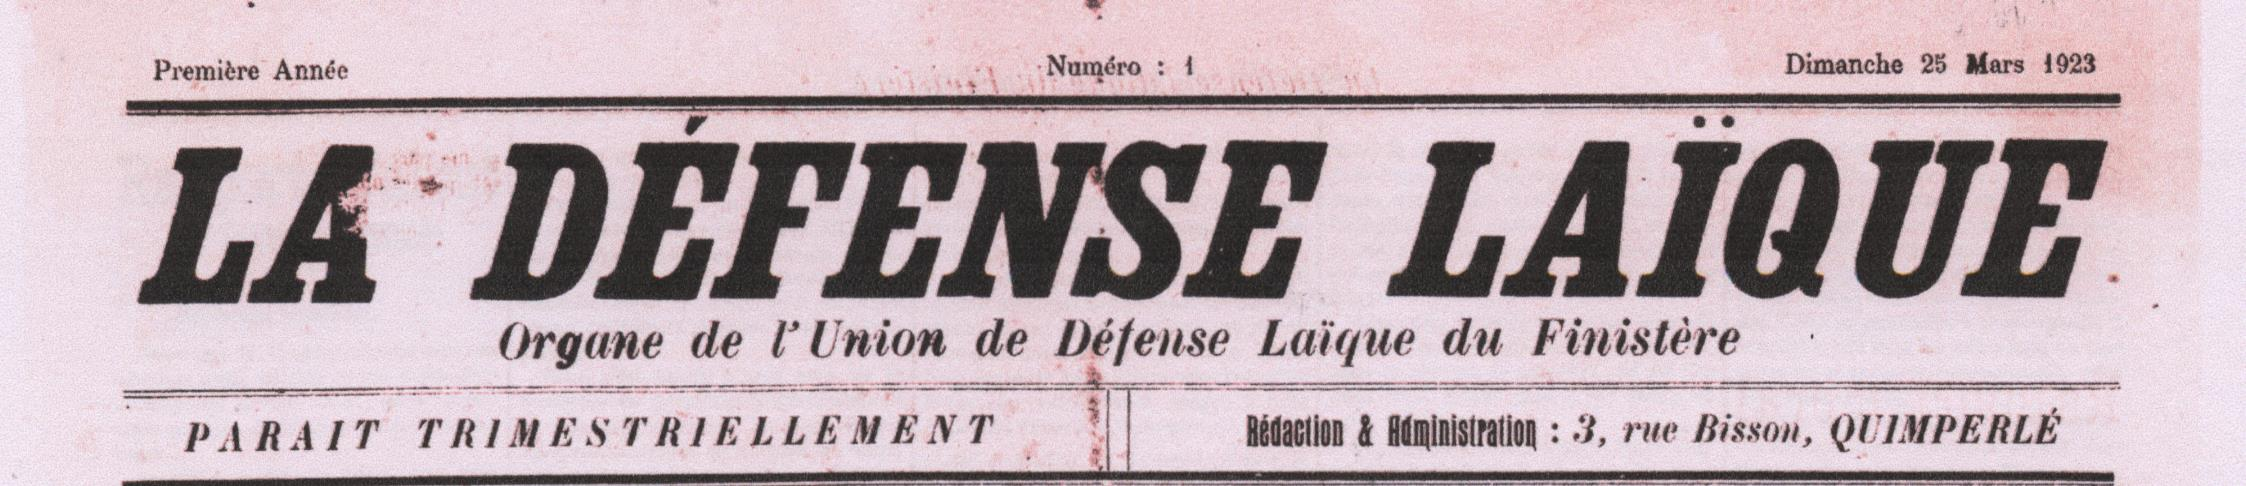 Première Année Numéro : 1 Dimanche 25 Mars 1923
LA DÉFENSE LAÏQUE
Organe de l'Union de Défense Laïque du Finistère
PARAIT TRIMESTRIELLEMENT
Rédaction & Administration : 3, rue Bisson, QUIMPERLÉ